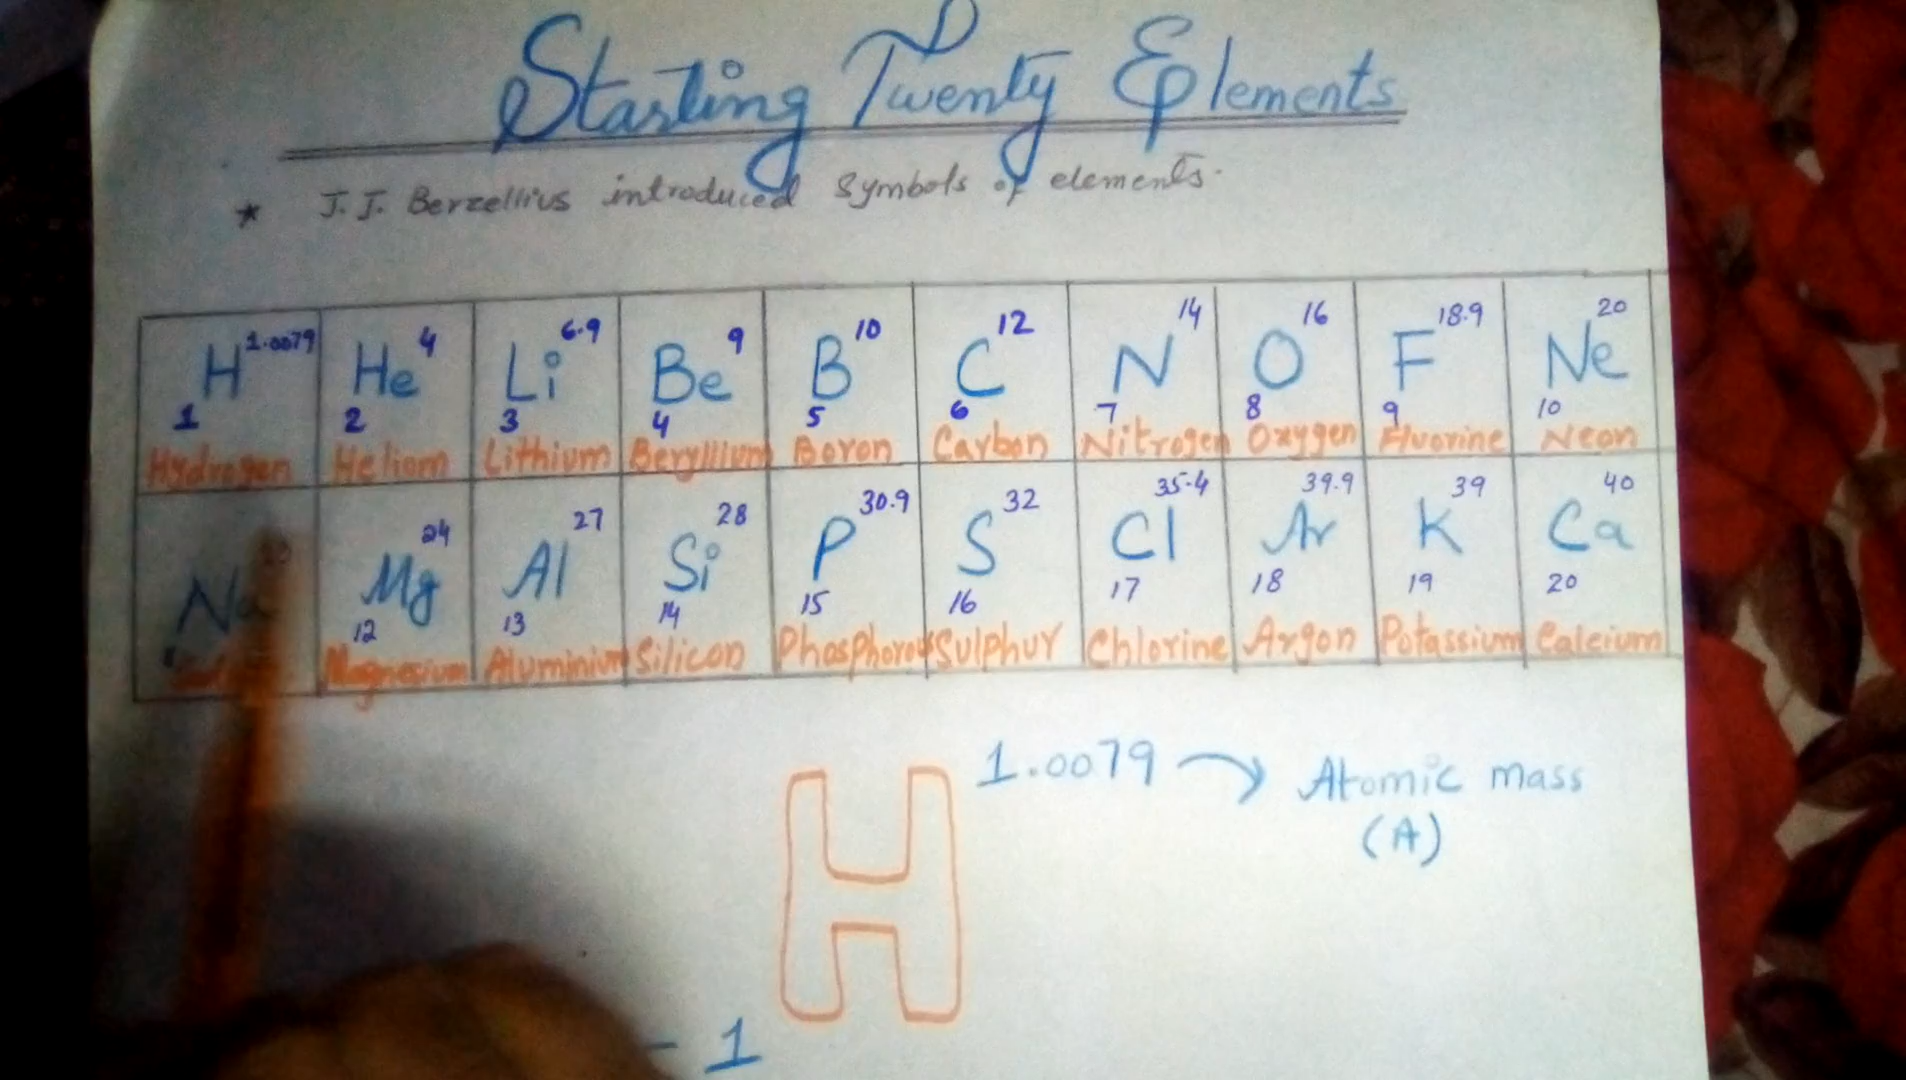 Starting Twenty Elements
* J.J. Berzellius introduced Symbols of elements.
H 1.0079 He 4 Li 6.9 Be 9 B 10 C 12 N 14 O 16 F 18.9 Ne 20
1 2 3 4 5 6 7 8 9 10
Hydrogen Heliom Lithium Beryllium Boron Carbon Nitrogen Oxygen Fluorine Neon
Na Mg 24 Al 27 Si 28 P 30.9 S 32 Cl 35.4 Ar 39.9 K 39 Ca 40
12 13 14 15 16 17 18 19 20
Magnesium Aluminium Silicon Phosphorous Sulphur Chlorine Argon Potassium Calcium
H 1.0079 → Atomic mass
(A)
- 1